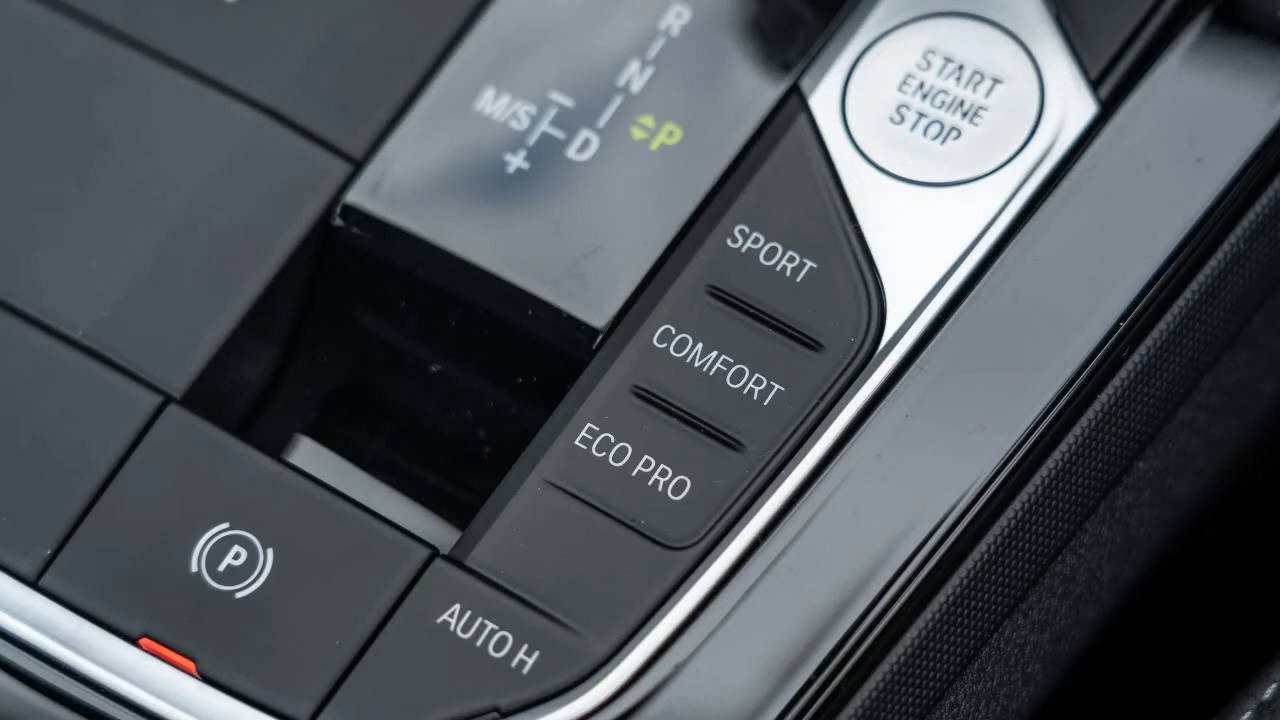 R
N
M/S
D
P
+
START
ENGINE
STOP
SPORT
COMFORT
ECO PRO
P
AUTO H